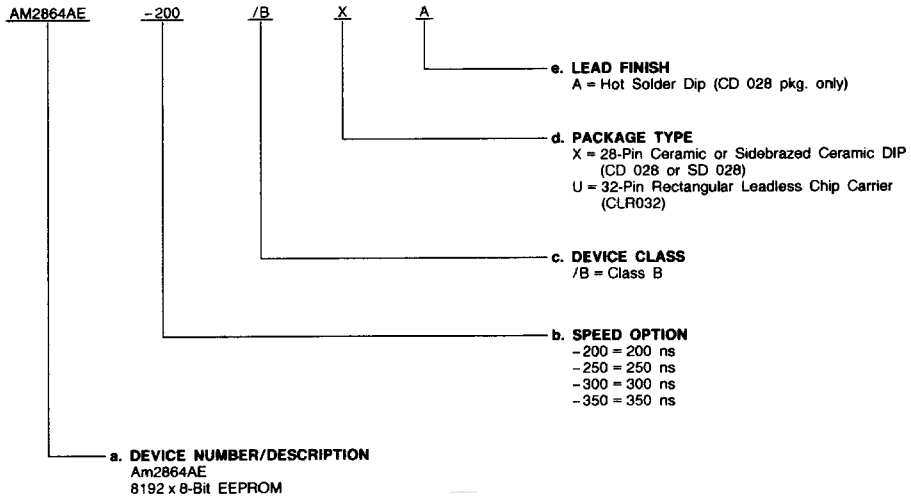 AM2864AE -200 /B X A
e. LEAD FINISH
A = Hot Solder Dip (CD 028 pkg. only)
d. PACKAGE TYPE
X = 28-Pin Ceramic or Sidebrazed Ceramic DIP
(CD 028 or SD 028)
U = 32-Pin Rectangular Leadless Chip Carrier
(CLR032)
c. DEVICE CLASS
/B = Class B
b. SPEED OPTION
-200 = 200 ns
-250 = 250 ns
-300 = 300 ns
-350 = 350 ns
a. DEVICE NUMBER/DESCRIPTION
Am2864AE
8192 x 8-Bit EEPROM